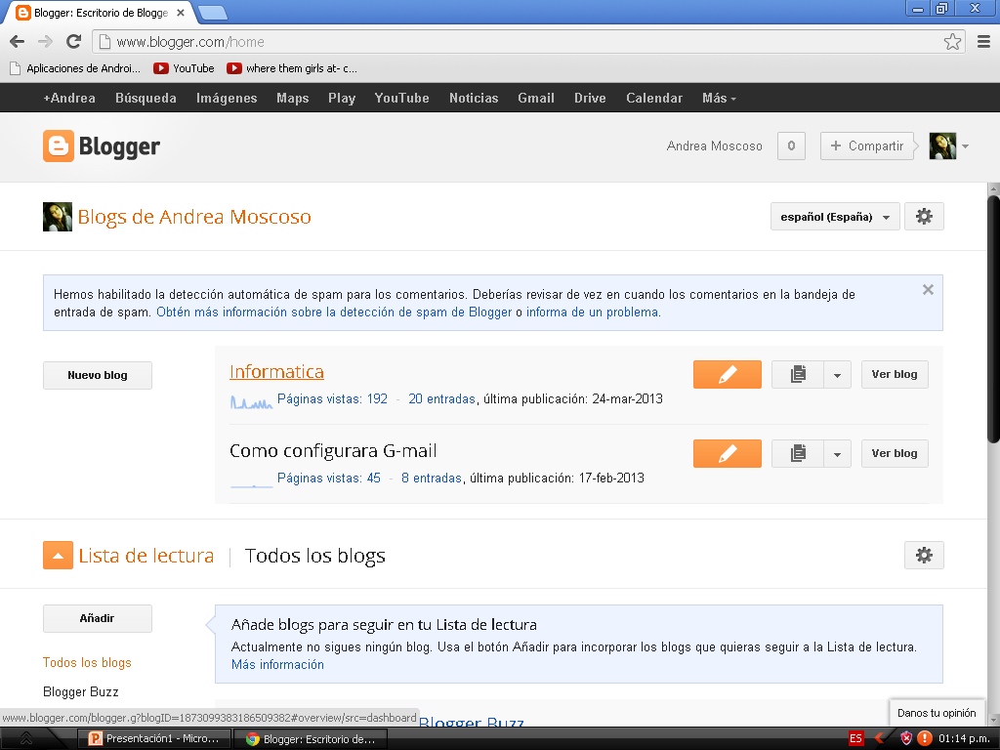 Blogger: Escritorio de Blogge
www.blogger.com/home
Aplicaciones de Androi...
YouTube
where them girls at- c...
+Andrea Búsqueda Imágenes Maps Play YouTube Noticias Gmail Drive Calendar Más
Blogger
Andrea Moscoso
0
+ Compartir
Blogs de Andrea Moscoso
español (España)
Hemos habilitado la detección automática de spam para los comentarios. Deberías revisar de vez en cuando los comentarios en la bandeja de
entrada de spam. Obtén más información sobre la detección de spam de Blogger o informa de un problema.
Nuevo blog
Informatica
Ver blog
Páginas vistas: 192 - 20 entradas, última publicación: 24-mar-2013
Como configurara G-mail
Ver blog
Páginas vistas: 45 - 8 entradas, última publicación: 17-feb-2013
Lista de lectura | Todos los blogs
Añadir
Añade blogs para seguir en tu Lista de lectura
Actualmente no sigues ningún blog. Usa el botón Añadir para incorporar los blogs que quieras seguir a la Lista de lectura.
Más información
Todos los blogs
Blogger Buzz
www.blogger.com/blogger.g?blogID=1873099383186509382#overview/src=dashboard
Blogger Buzz
Danos tu opinión
Presentación1 - Micro...
Blogger: Escritorio de...
ES
01:14 p.m.